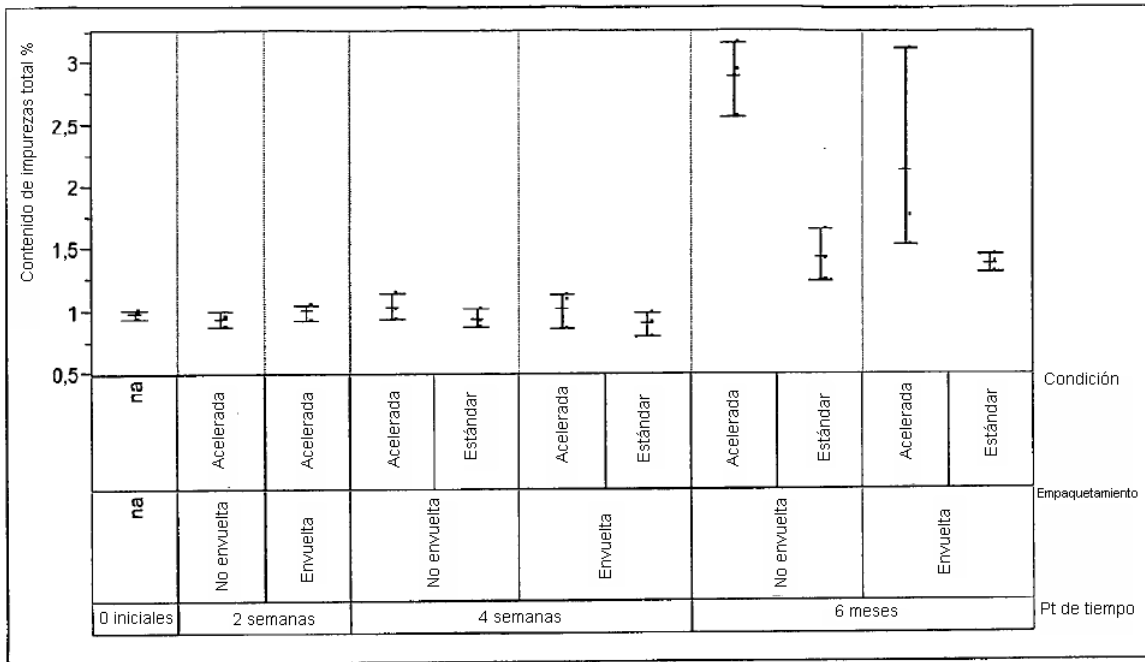 Contenido de impurezas total %
3
2,5
2
1,5
1
0,5
na
Acelerada
Acelerada
Acelerada
Estándar
Acelerada
Estándar
Acelerada
Estándar
Acelerada
Estándar
Condición
na
No envuelta
Envuelta
No envuelta
Envuelta
No envuelta
Envuelta
Empaquetamiento
0 iniciales
2 semanas
4 semanas
6 meses
Pt de tiempo